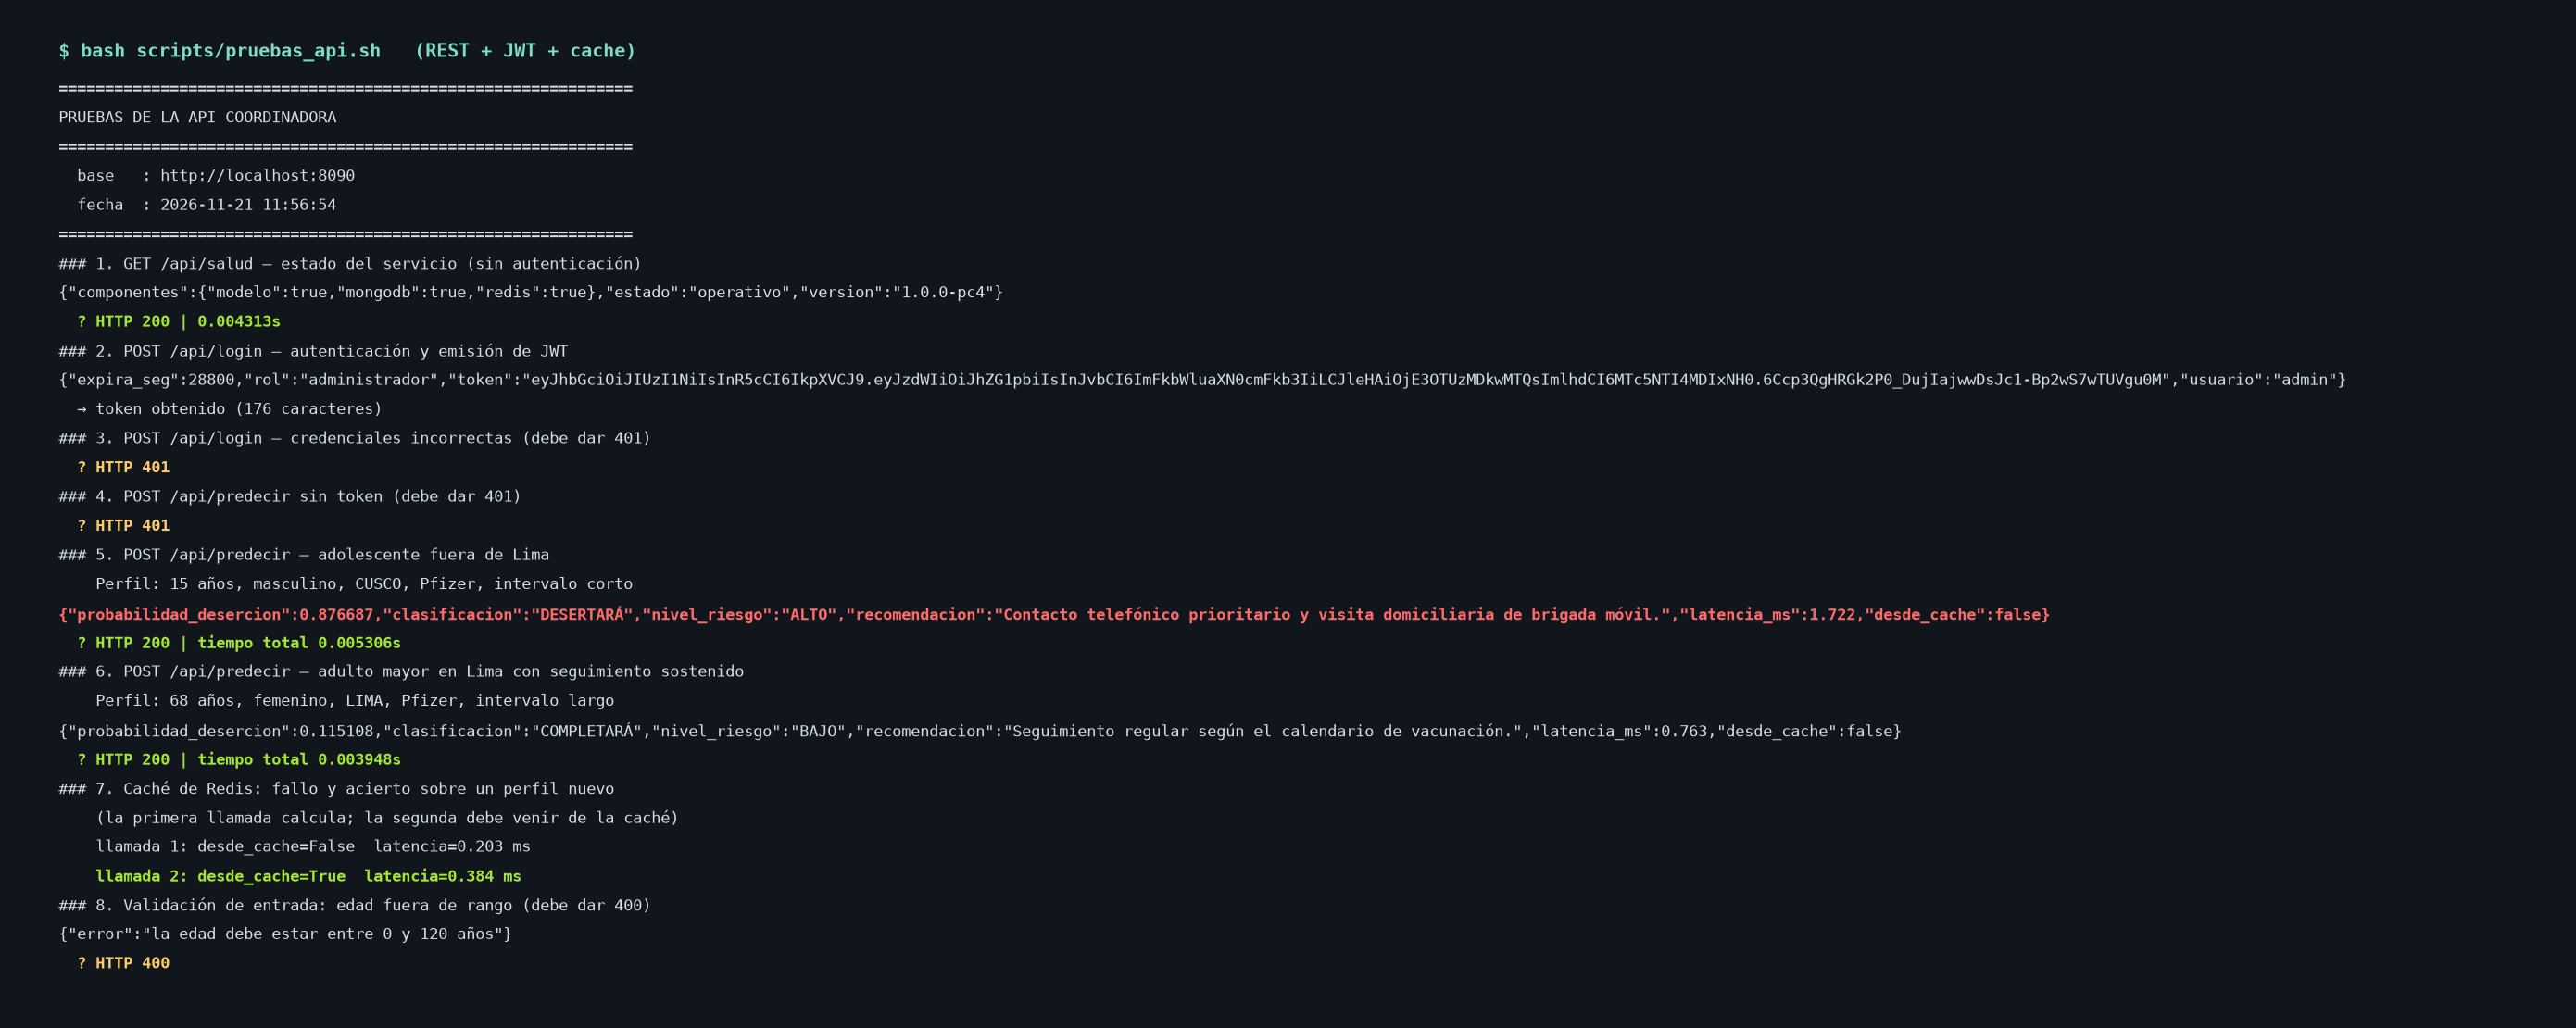 $ bash scripts/pruebas_api.sh   (REST + JWT + cache)
==============================================================
PRUEBAS DE LA API COORDINADORA
==============================================================
  base   : http://localhost:8090
  fecha  : 2026-11-21 11:56:54
==============================================================
### 1. GET /api/salud — estado del servicio (sin autenticación)
{"componentes":{"modelo":true,"mongodb":true,"redis":true},"estado":"operativo","version":"1.0.0-pc4"}
  ? HTTP 200 | 0.004313s
### 2. POST /api/login — autenticación y emisión de JWT
{"expira_seg":28800,"rol":"administrador","token":"eyJhbGciOiJIUzI1NiIsInR5cCI6IkpXVCJ9.eyJzdWIiOiJhZG1pbiIsInJvbCI6ImFkbWluaXN0cmFkb3IiLCJleHAiOjE3OTUzMDkwMTQsImlhdCI6MTc5NTI4MDIxNH0.6Ccp3QgHRGk2P0_DujIajwwDsJc1-Bp2wS7wTUVgu0M","usuario":"admin"}
  → token obtenido (176 caracteres)
### 3. POST /api/login — credenciales incorrectas (debe dar 401)
  ? HTTP 401
### 4. POST /api/predecir sin token (debe dar 401)
  ? HTTP 401
### 5. POST /api/predecir — adolescente fuera de Lima
    Perfil: 15 años, masculino, CUSCO, Pfizer, intervalo corto
{"probabilidad_desercion":0.876687,"clasificacion":"DESERTARÁ","nivel_riesgo":"ALTO","recomendacion":"Contacto telefónico prioritario y visita domiciliaria de brigada móvil.","latencia_ms":1.722,"desde_cache":false}
  ? HTTP 200 | tiempo total 0.005306s
### 6. POST /api/predecir — adulto mayor en Lima con seguimiento sostenido
    Perfil: 68 años, femenino, LIMA, Pfizer, intervalo largo
{"probabilidad_desercion":0.115108,"clasificacion":"COMPLETARÁ","nivel_riesgo":"BAJO","recomendacion":"Seguimiento regular según el calendario de vacunación.","latencia_ms":0.763,"desde_cache":false}
  ? HTTP 200 | tiempo total 0.003948s
### 7. Caché de Redis: fallo y acierto sobre un perfil nuevo
    (la primera llamada calcula; la segunda debe venir de la caché)
    llamada 1: desde_cache=False  latencia=0.203 ms
    llamada 2: desde_cache=True  latencia=0.384 ms
### 8. Validación de entrada: edad fuera de rango (debe dar 400)
{"error":"la edad debe estar entre 0 y 120 años"}
  ? HTTP 400